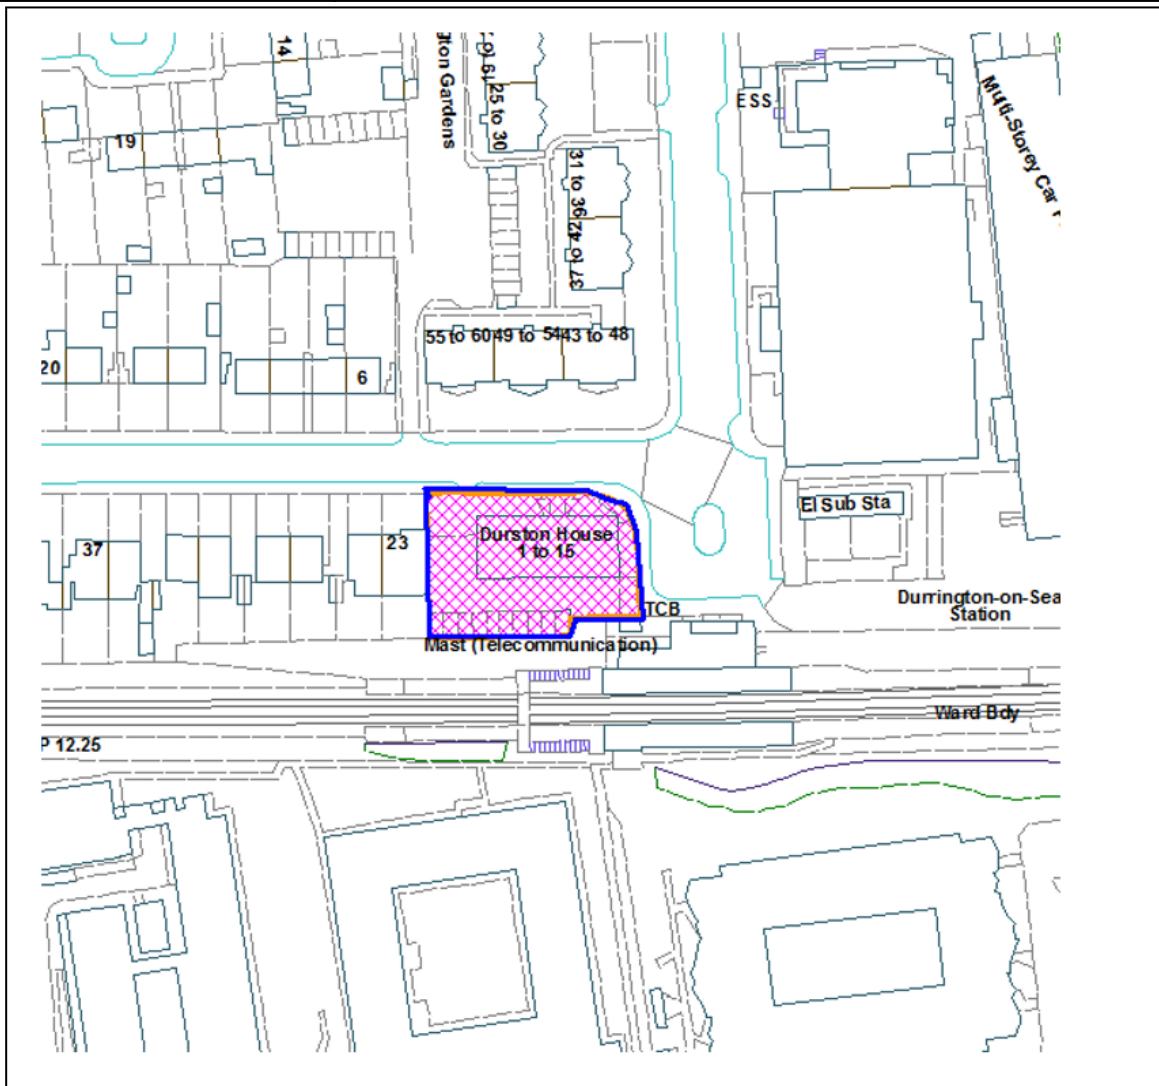 14
gton Gardens
25 to 30
ESS
Multi-Storey Car
19
31 to 36
37 to 42
55 to 60
49 to 54
43 to 48
20
6
El Sub Sta
Durston House
1 to 15
37
23
TCB
Durrington-on-Sea
Station
Mast (Telecommunication)
Ward Bdy
P 12.25